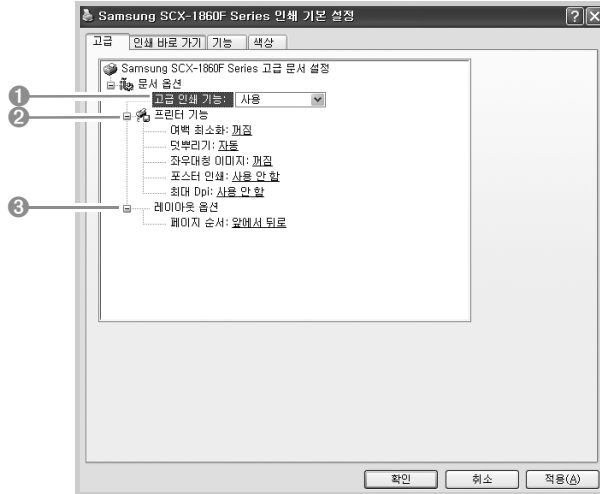 Samsung SCX-1860F Series 인쇄 기본 설정
고급 인쇄 바로 가기 기능 색상
Samsung SCX-1860F Series 고급 문서 설정
문서 옵션
❶ 고급 인쇄 기능: 사용
❷ 프린터 기능
여백 최소화: 꺼짐
덧뿌리기: 자동
좌우대칭 이미지: 꺼짐
포스터 인쇄: 사용 안 함
최대 Dpi: 사용 안 함
❸ 레이아웃 옵션
페이지 순서: 앞에서 뒤로
확인 취소 적용(A)